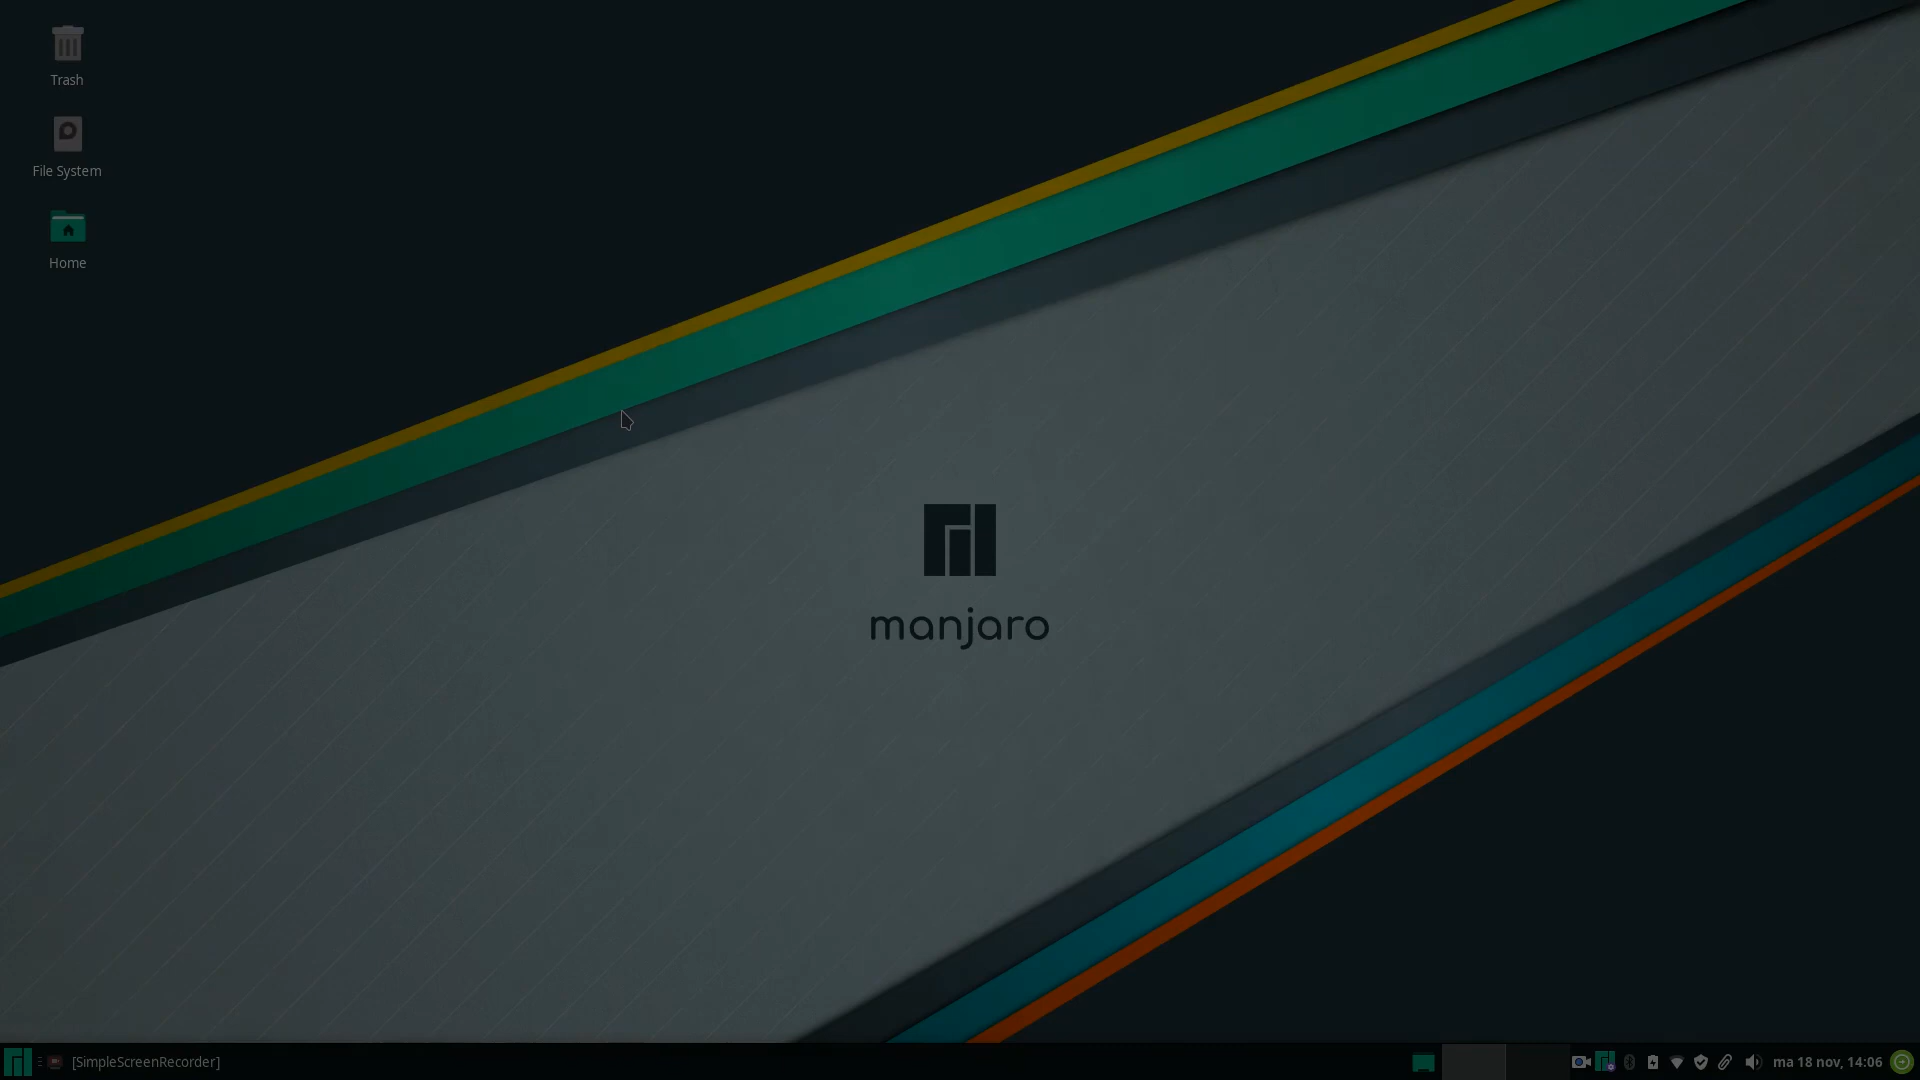 Trash
File System
Home
manjaro
[SimpleScreenRecorder]
ma 18 nov, 14:06